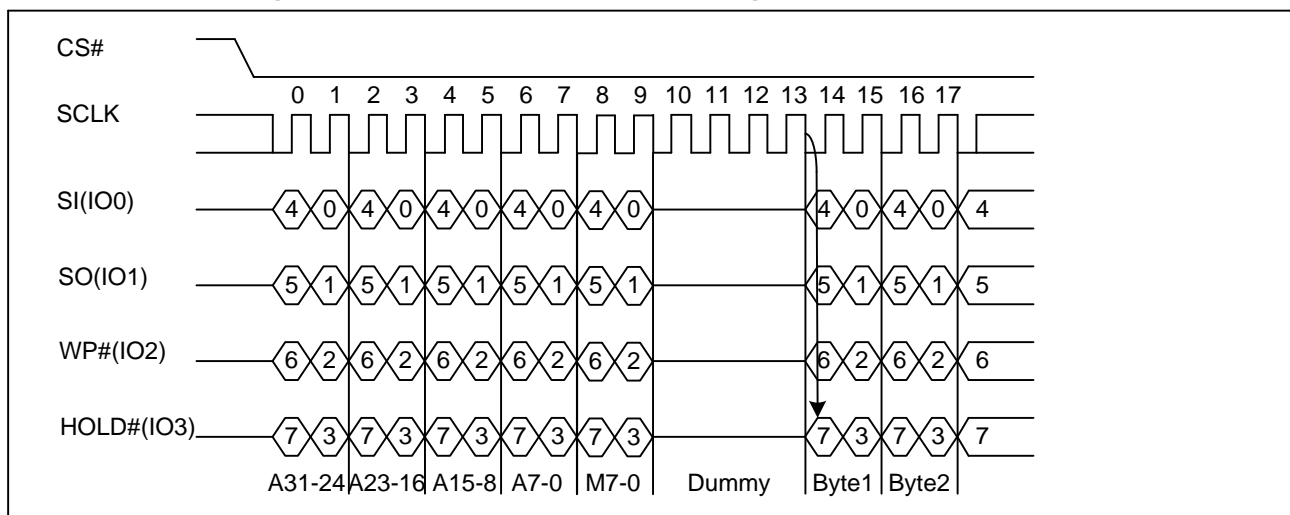 CS#
SCLK
0 1 2 3 4 5 6 7 8 9 10 11 12 13 14 15 16 17
SI(IO0)
4 0 4 0 4 0 4 0 4 0 4 0 4 0 4
SO(IO1)
5 1 5 1 5 1 5 1 5 1 5 1 5 1 5
WP#(IO2)
6 2 6 2 6 2 6 2 6 2 6 2 6 2 6
HOLD#(IO3)
7 3 7 3 7 3 7 3 7 3 7 3 7 3 7
A31-24 A23-16 A15-8 A7-0 M7-0 Dummy Byte1 Byte2